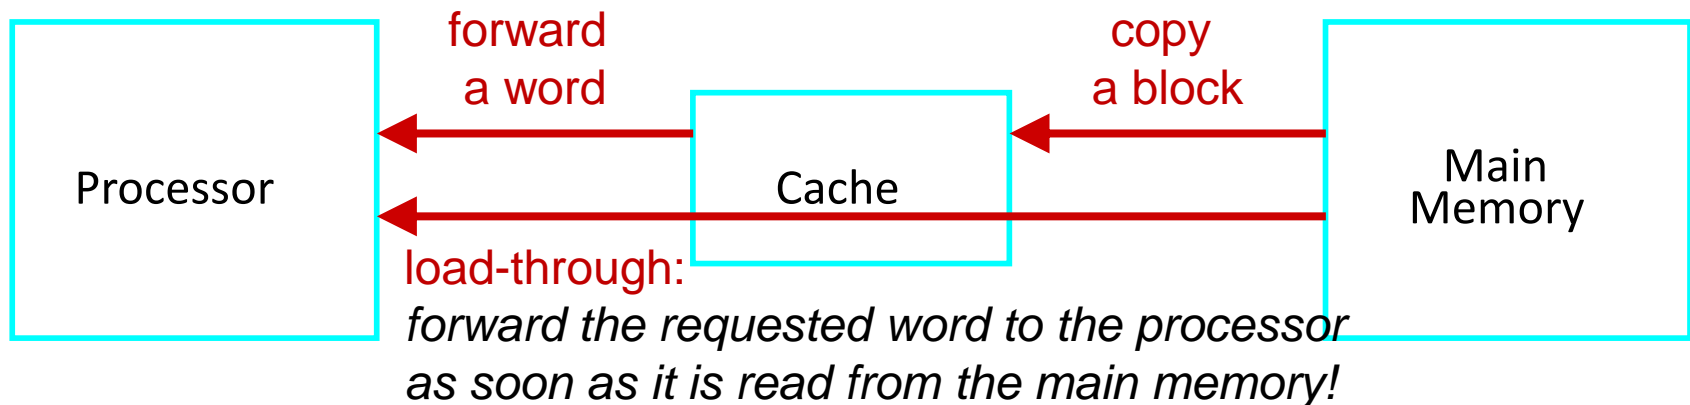 forward
a word
copy
a block
Processor
Cache
Main
Memory
load-through:
forward the requested word to the processor
as soon as it is read from the main memory!